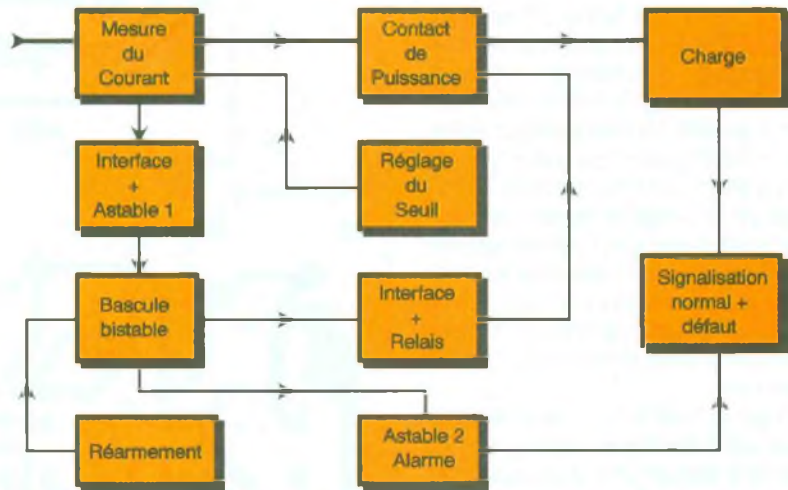 Mesure
du
Courant
Contact
de
Puissance
Charge
Interface
+
Astable 1
Réglage
du
Seuil
Bascule
bistable
Interface
+
Relais
Signalisation
normal +
défaut
Réarmement
Astable 2
Alarme